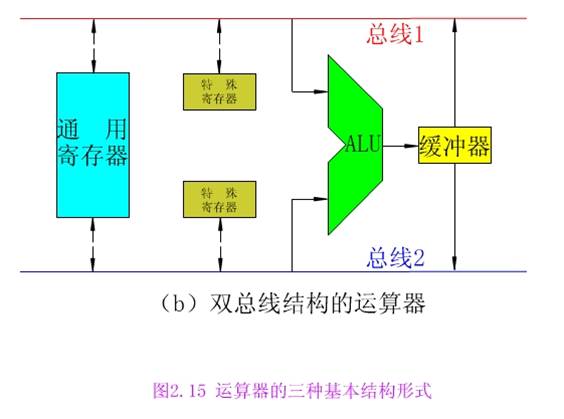 总线1
特 殊
寄存器
通 用
寄存器
ALU
缓冲器
特 殊
寄存器
总线2
(b) 双总线结构的运算器
图2.15 运算器的三种基本结构形式